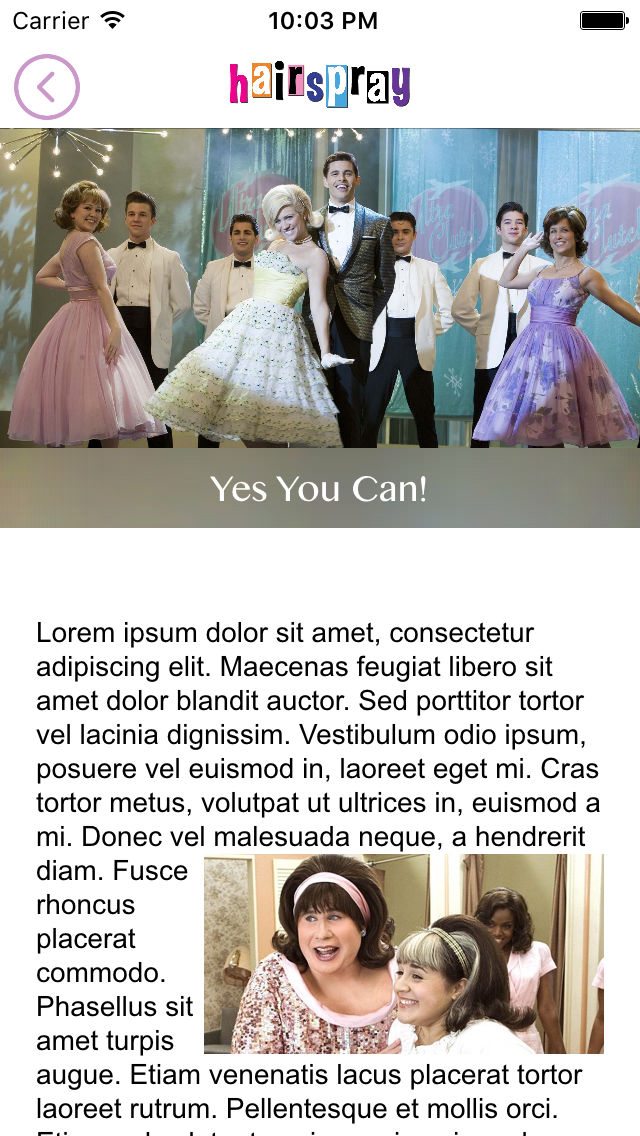 Carrier 10:03 PM
hairspray
Ultra Clutch
Yes You Can!
Lorem ipsum dolor sit amet, consectetur
adipiscing elit. Maecenas feugiat libero sit
amet dolor blandit auctor. Sed porttitor tortor
vel lacinia dignissim. Vestibulum odio ipsum,
posuere vel euismod in, laoreet eget mi. Cras
tortor metus, volutpat ut ultrices in, euismod a
mi. Donec vel malesuada neque, a hendrerit
diam. Fusce
rhoncus
placerat
commodo.
Phasellus sit
amet turpis
augue. Etiam venenatis lacus placerat tortor
laoreet rutrum. Pellentesque et mollis orci.